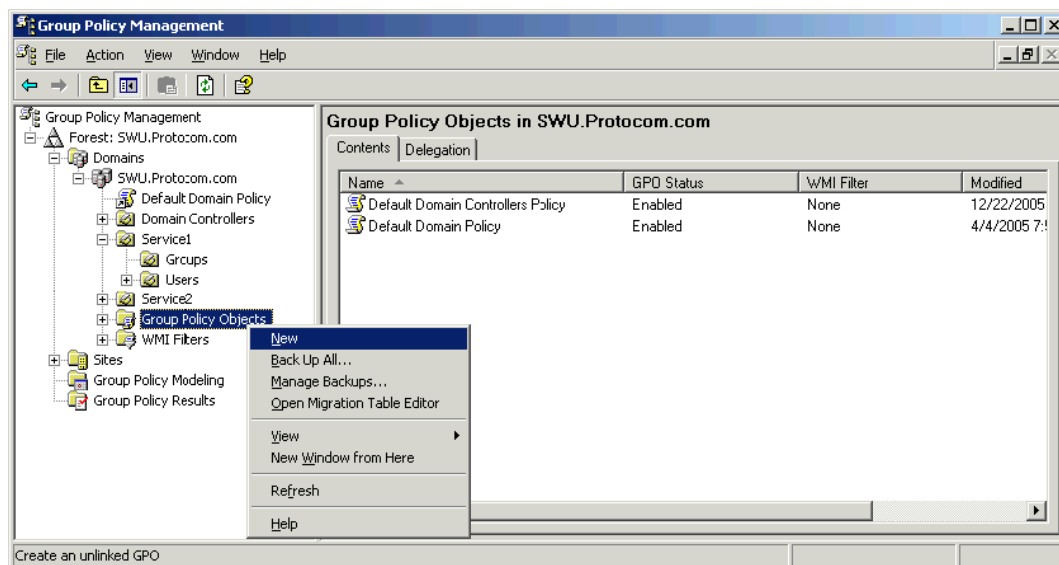 Group Policy Management
File Action View Window Help
Group Policy Management
Forest: SWU.Protocom.com
Domains
SWU.Protocom.com
Default Domain Policy
Domain Controllers
Service1
Groups
Users
Service2
Group Policy Objects
WMI Filters
Sites
Group Policy Modeling
Group Policy Results
New
Back Up All...
Manage Backups...
Open Migration Table Editor
View
New Window from Here
Refresh
Help
Group Policy Objects in SWU.Protocom.com
Contents Delegation
Name GPO Status WMI Filter Modified
Default Domain Controllers Policy Enabled None 12/22/2005
Default Domain Policy Enabled None 4/4/2005 7:5
Create an unlinked GPO